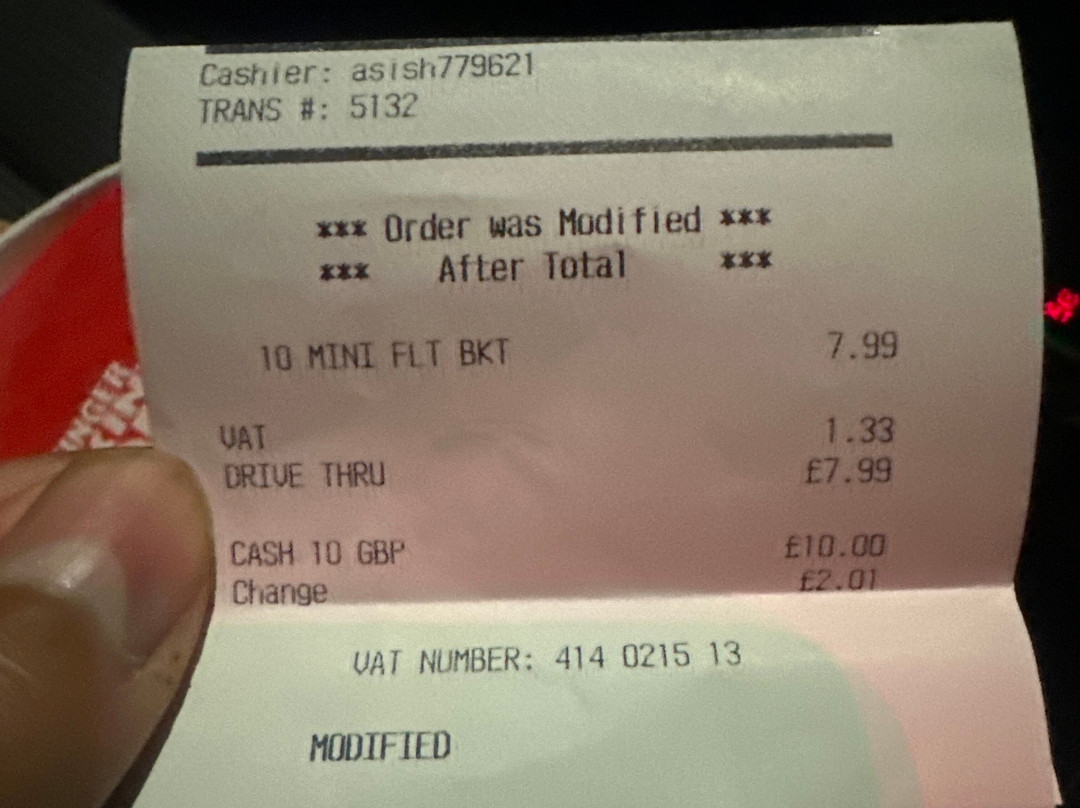 Cashier: asish779621
TRANS #: 5132
*** Order was Modified ***
*** After Total ***
10 MINI FLT BKT 7.99
VAT 1.33
DRIVE THRU £7.99
CASH 10 GBP £10.00
Change £2.01
VAT NUMBER: 414 0215 13
MODIFIED